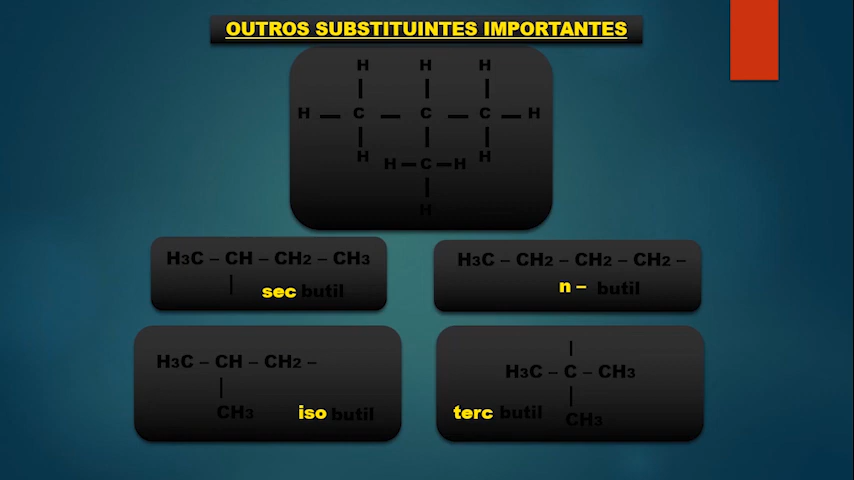 OUTROS SUBSTITUINTES IMPORTANTES
H H H
H — C — C — C — H
H H — C — H H
H
H3C – CH – CH2 – CH3
|
sec butil
H3C – CH2 – CH2 – CH2 –
n – butil
H3C – CH – CH2 –
|
CH3 iso butil
|
H3C – C – CH3
|
terc butil CH3